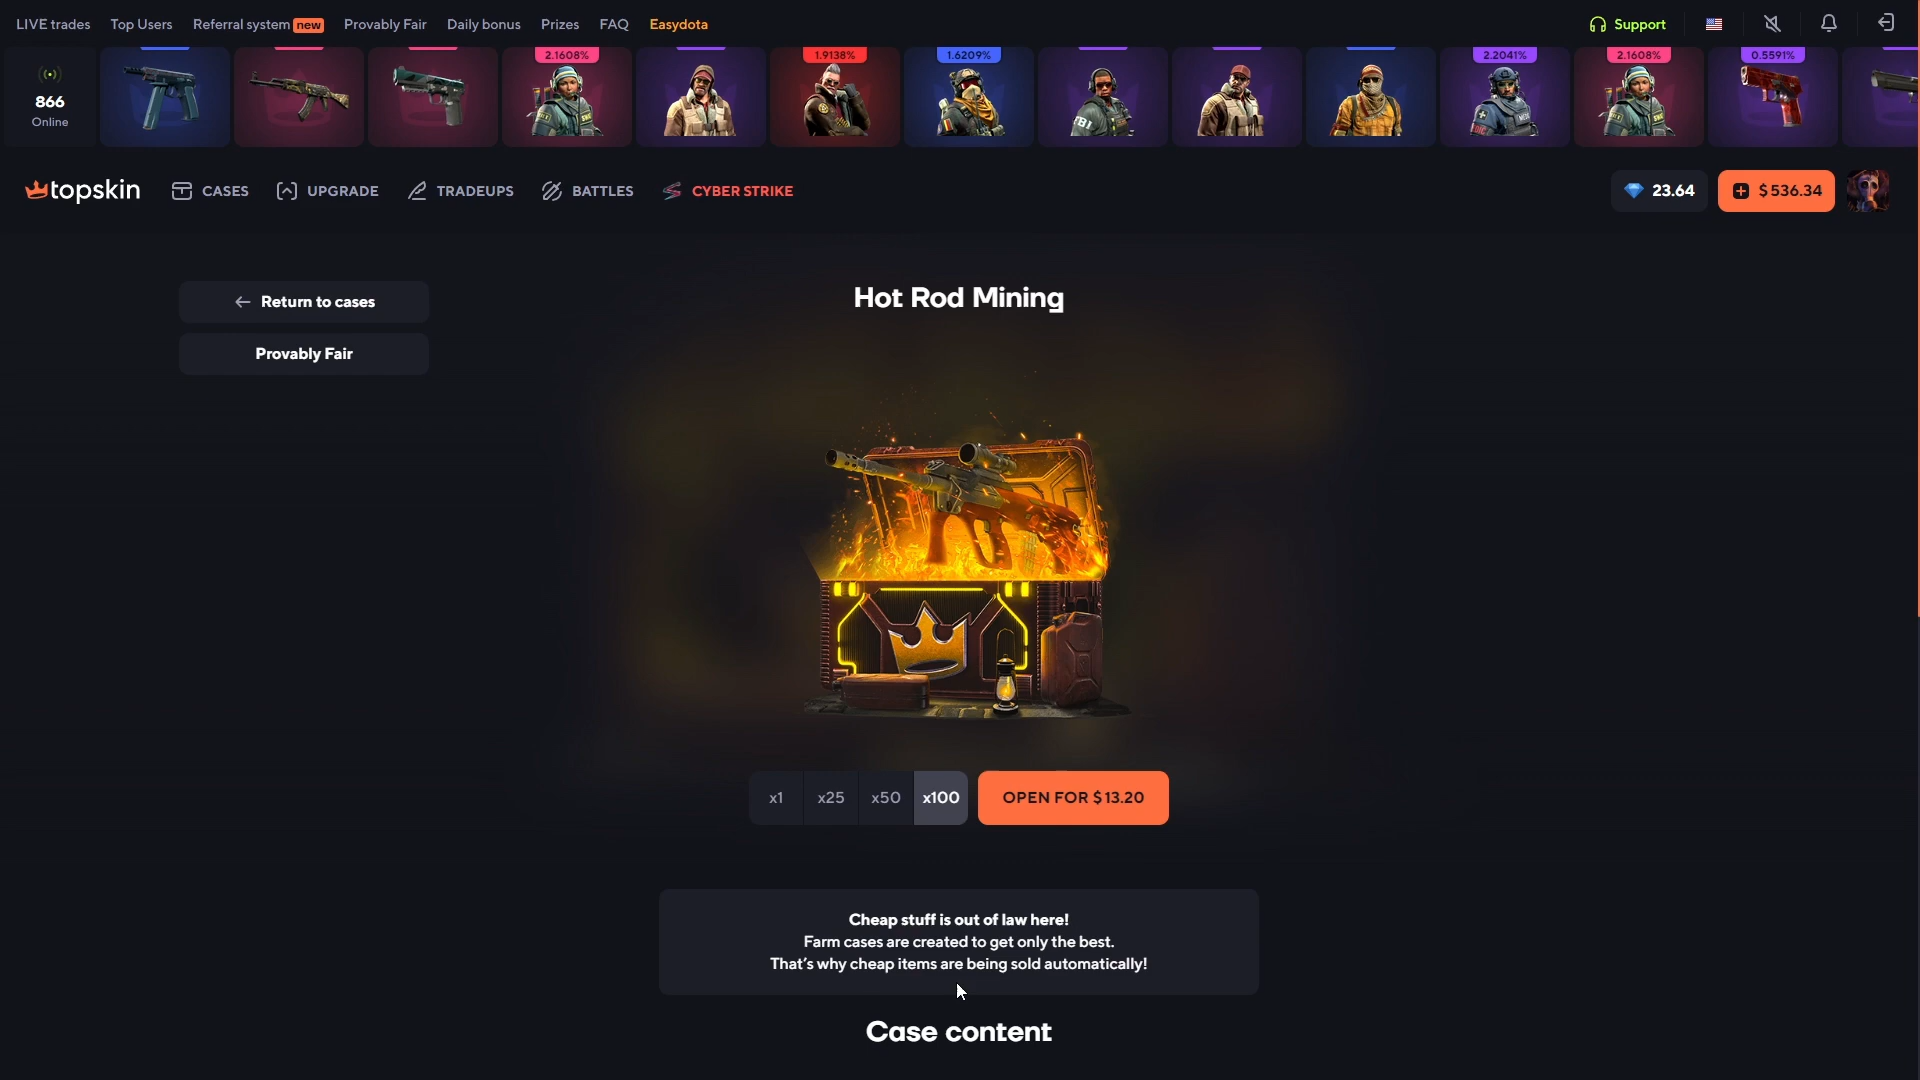 LIVE trades
Top Users
Referral system new
Provably Fair
Daily bonus
Prizes
FAQ
Easydota
Support
866
Online
2.1608%
1.9138%
1.6209%
2.2041%
2.1608%
0.5591%
topskin
CASES
UPGRADE
TRADEUPS
BATTLES
CYBER STRIKE
23.64
$536.34
Return to cases
Provably Fair
Hot Rod Mining
x1
x25
x50
x100
OPEN FOR $13.20
Cheap stuff is out of law here!
Farm cases are created to get only the best.
That's why cheap items are being sold automatically!
Case content